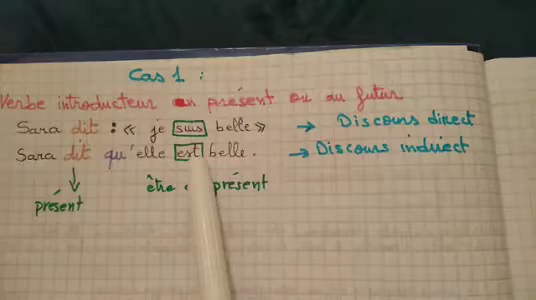 Cas 1 :
Verbe introducteur au présent ou au futur
Sara dit : « je suis belle» → Discours direct
Sara dit qu'elle est belle. → Discours indirect
présent être présent